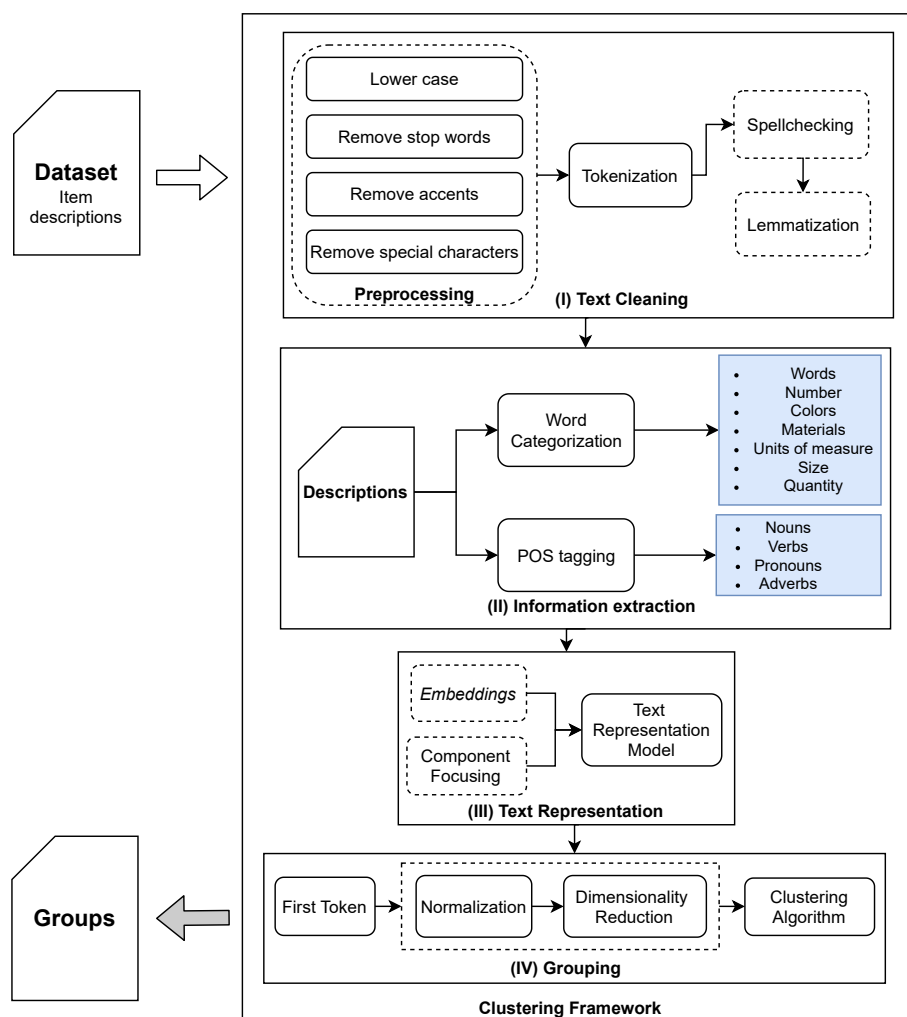 Dataset
Item
descriptions
Lower case
Remove stop words
Remove accents
Remove special characters
Preprocessing
Tokenization
Spellchecking
Lemmatization
(I) Text Cleaning
Descriptions
Word
Categorization
• Words
• Number
• Colors
• Materials
• Units of measure
• Size
• Quantity
POS tagging
• Nouns
• Verbs
• Pronouns
• Adverbs
(II) Information extraction
Embeddings
Component
Focusing
Text
Representation
Model
(III) Text Representation
First Token
Normalization
Dimensionality
Reduction
Clustering
Algorithm
(IV) Grouping
Groups
Clustering Framework